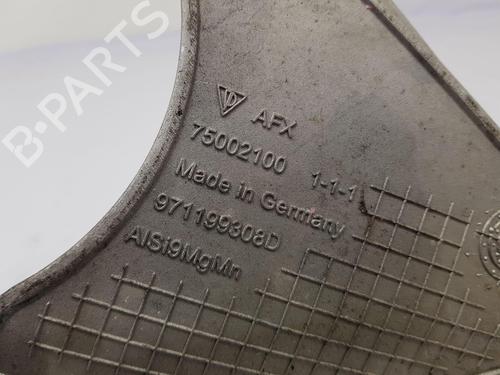 B-PARTS
AFX
75002100 1-1-1
Made in Germany
971199308D
AlSi9MgMn